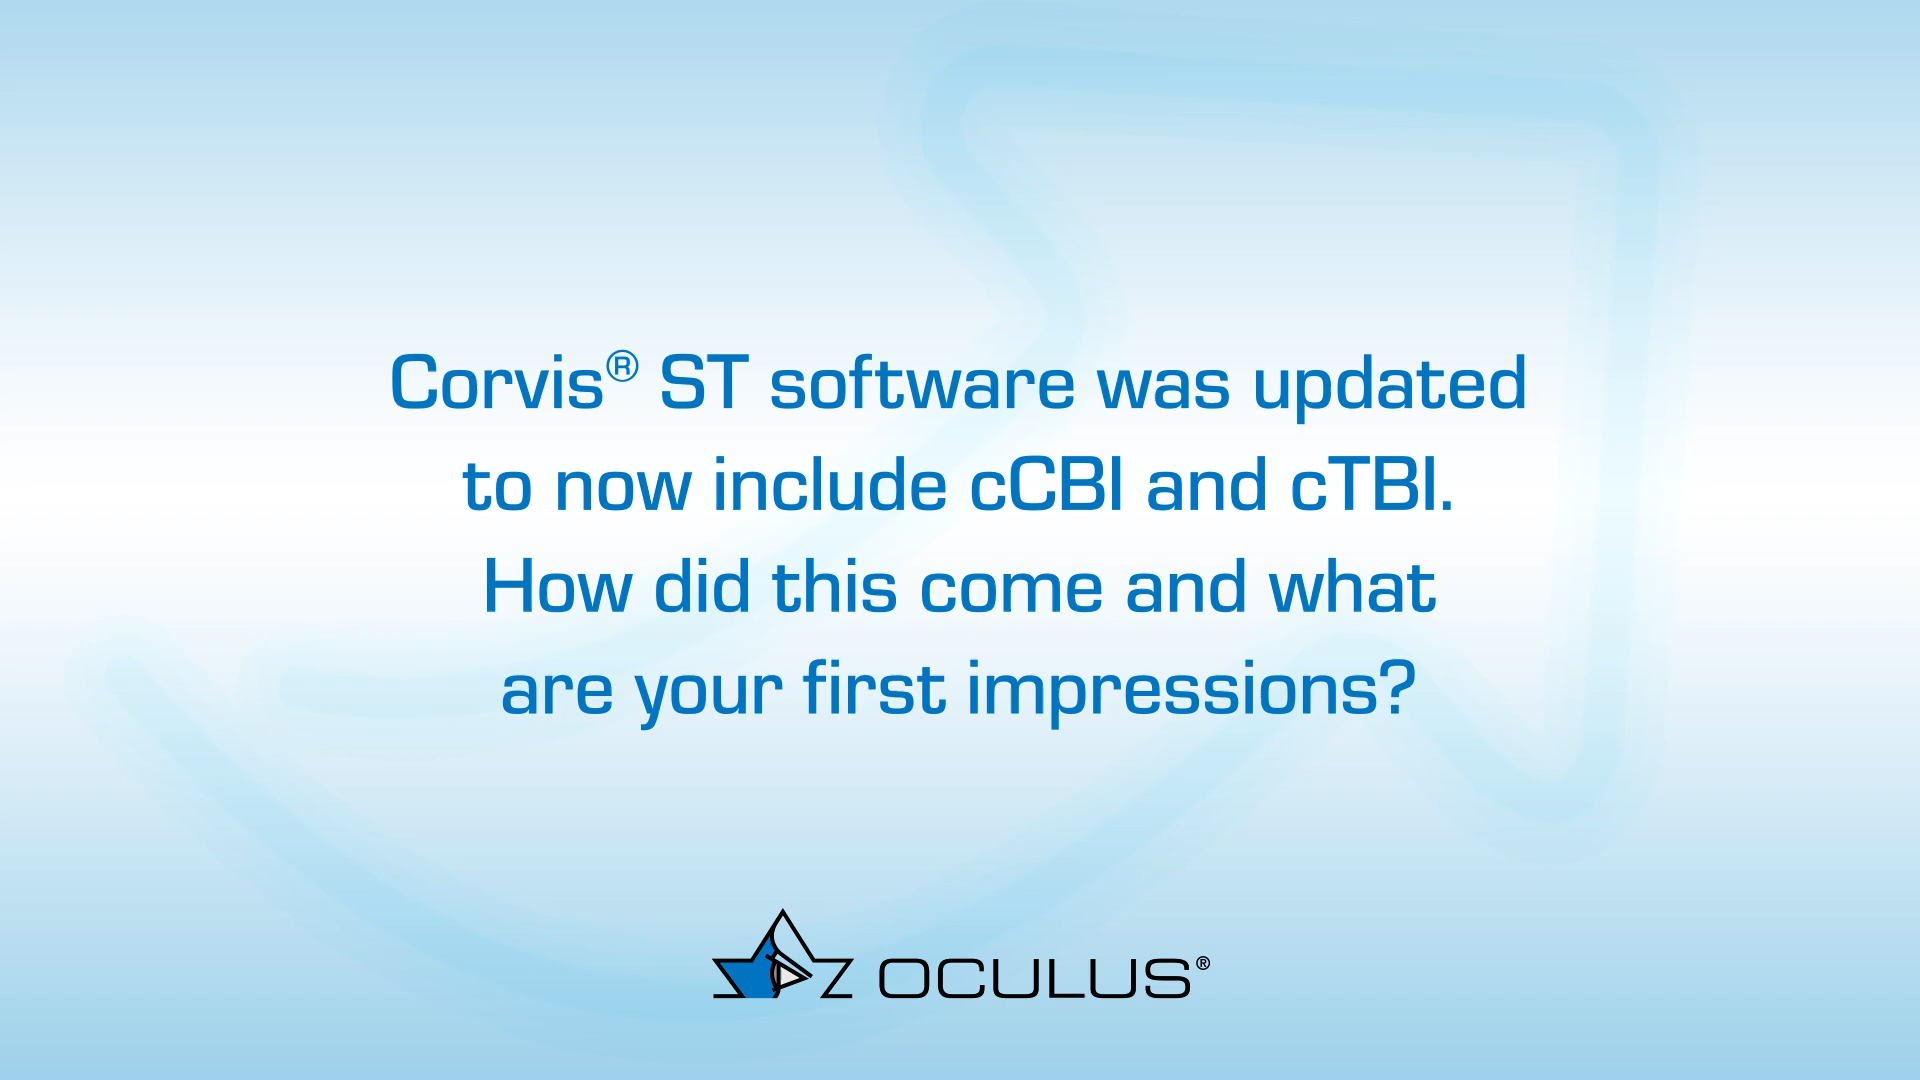 Corvis® ST software was updated
to now include cCBI and cTBI.
How did this come and what
are your first impressions?
OCULUS®